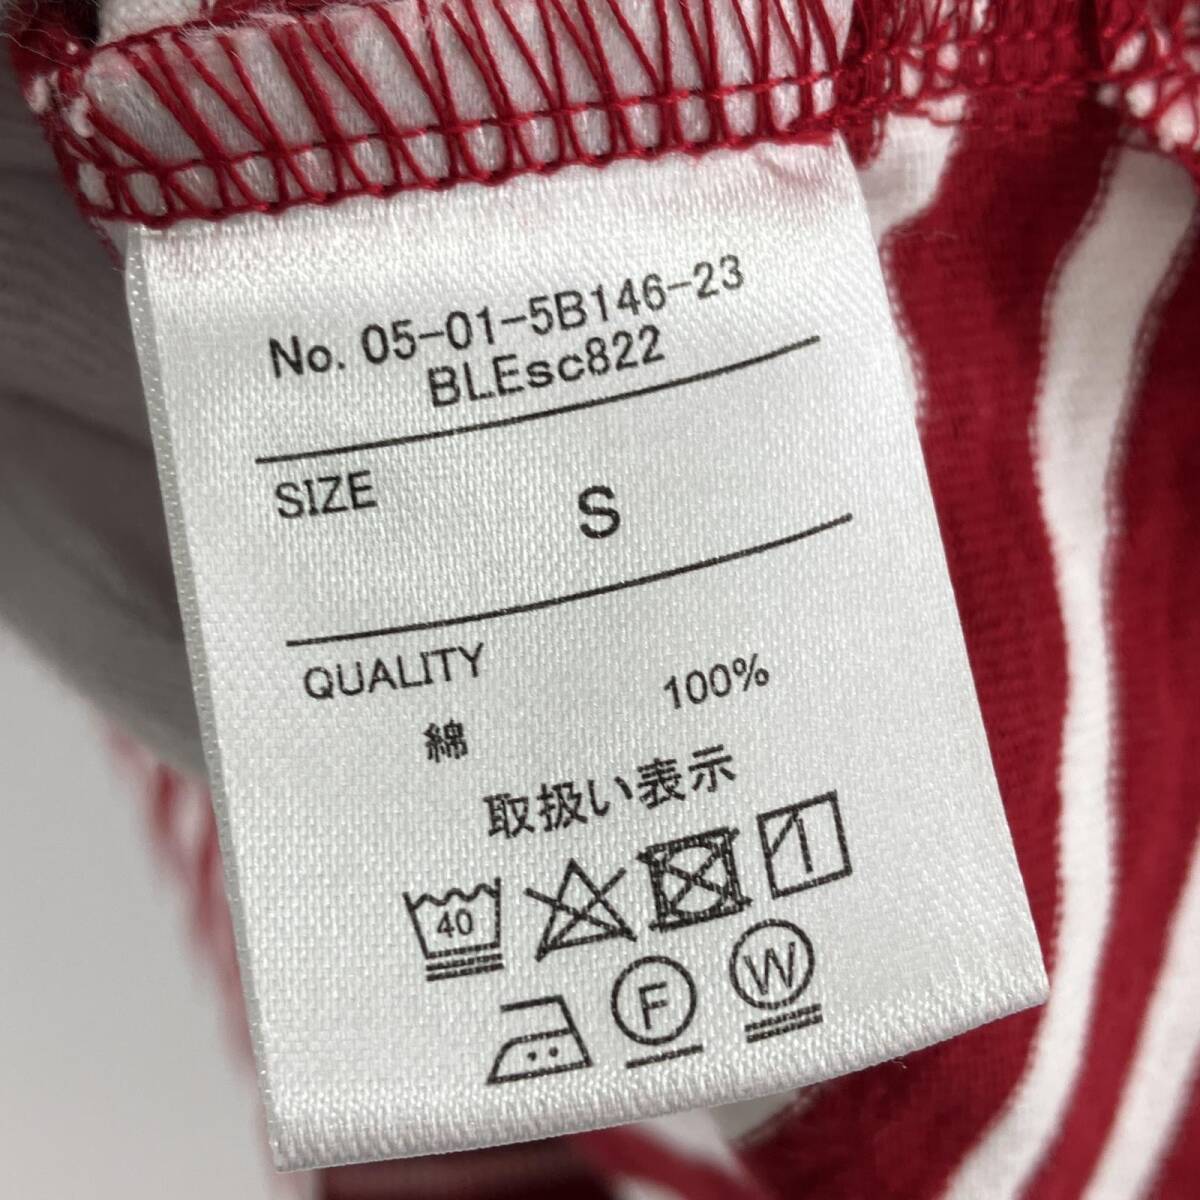 No. 05-01-5B146-23
BLEsc822
SIZE
S
QUALITY
綿 100%
取扱い表示
40
F
W